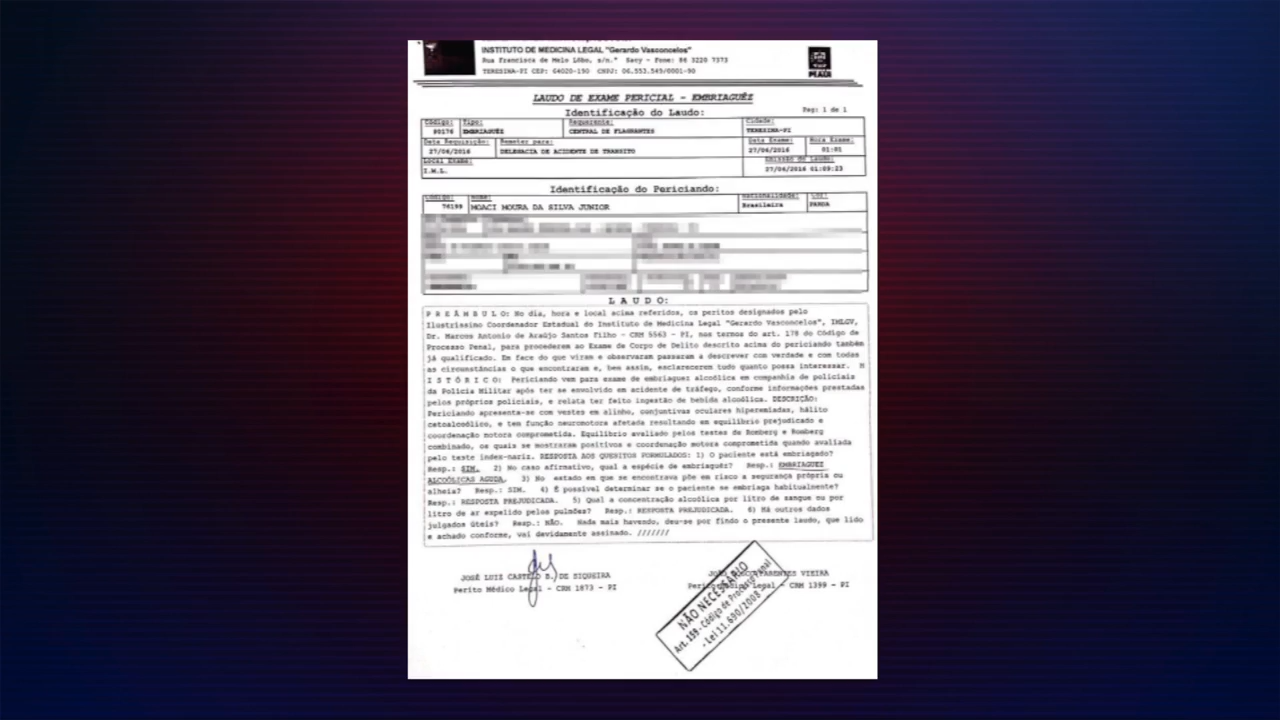 INSTITUTO DE MEDICINA LEGAL "Gerardo Vasconcelos"
Rua Francisca de Melo Lôbo, s/n.° Sacy - Fone: 86 3220 7373
TERESINA-PI CEP: 64020-190 CNPJ: 06.553.549/0001-90
PIAUÍ
LAUDO DE EXAME PERICIAL - EMBRIAGUÊZ
Pag: 1 de 1
Identificação do Laudo:
Código: Tipo: Requerente: Cidade:
90176 EMBRIAGUÊZ CENTRAL DE FLAGRANTES TERESINA-PI
Data Requisição: Remeter para: Data Exame: Hora Exame:
27/06/2016 DELEGACIA DE ACIDENTE DE TRANSITO 27/06/2016 01:01
Local Exame: Emissão do Laudo:
I.M.L. 27/06/2016 01:09:23
Identificação do Periciando:
Código: Nome: Nacionalidade: Cor:
76199 MOACI MOURA DA SILVA JUNIOR Brasileira PARDA
L A U D O:
P R E Â M B U L O: No dia, hora e local acima referidos, os peritos designados pelo
Ilustríssimo Coordenador Estadual do Instituto de Medicina Legal "Gerardo Vasconcelos", IMLGV,
Dr. Marcos Antonio de Araújo Santos Filho - CRM 5563 - PI, nos termos do art. 178 do Código de
Processo Penal, para procederem ao Exame de Corpo de Delito descrito acima do periciando também
já qualificado. Em face do que viram e observaram passaram a descrever com verdade e com todas
as circunstâncias o que encontraram e, bem assim, esclarecerem tudo quanto possa interessar. H
I S T Ó R I C O: Periciando vem para exame de embriaguez alcoólica em companhia de policiais
da Polícia Militar após ter se envolvido em acidente de tráfego, conforme informações prestadas
pelos próprios policiais, e relata ter feito ingestão de bebida alcoólica. DESCRIÇÃO:
Periciando apresenta-se com vestes em alinho, conjuntivas oculares hiperemiadas, hálito
cetoalcoólico, e tem função neuromotora afetada resultando em equilíbrio prejudicado e
coordenação motora comprometida. Equilíbrio avaliado pelos testes de Romberg e Romberg
combinado, os quais se mostraram positivos e coordenação motora comprometida quando avaliada
pelo teste index-nariz. RESPOSTA AOS QUESITOS FORMULADOS: 1) O paciente está embriagado?
Resp.: SIM. 2) No caso afirmativo, qual a espécie de embriaguêz? Resp.: EMBRIAGUEZ
ALCOÓLICAS AGUDA. 3) No estado em que se encontrava põe em risco a segurança própria ou
alheia? Resp.: SIM. 4) É possível determinar se o paciente se embriaga habitualmente?
Resp.: RESPOSTA PREJUDICADA. 5) Qual a concentração alcoólica por litro de sangue ou por
litro de ar expelido pelos pulmões? Resp.: RESPOSTA PREJUDICADA. 6) Há outros dados
julgados úteis? Resp.: NÃO. Nada mais havendo, deu-se por findo o presente laudo, que lido
e achado conforme, vai devidamente assinado. ///////
JOSÉ LUIZ CASTELO B. DE SIQUEIRA
Perito Médico Legal - CRM 1873 - PI
PARENTES VIEIRA
Perito Legal - CRM 1399 - PI
NÃO NECESSÁRIO
Art. 159 - Código de Processo Penal
- Lei 11.690/2008 -